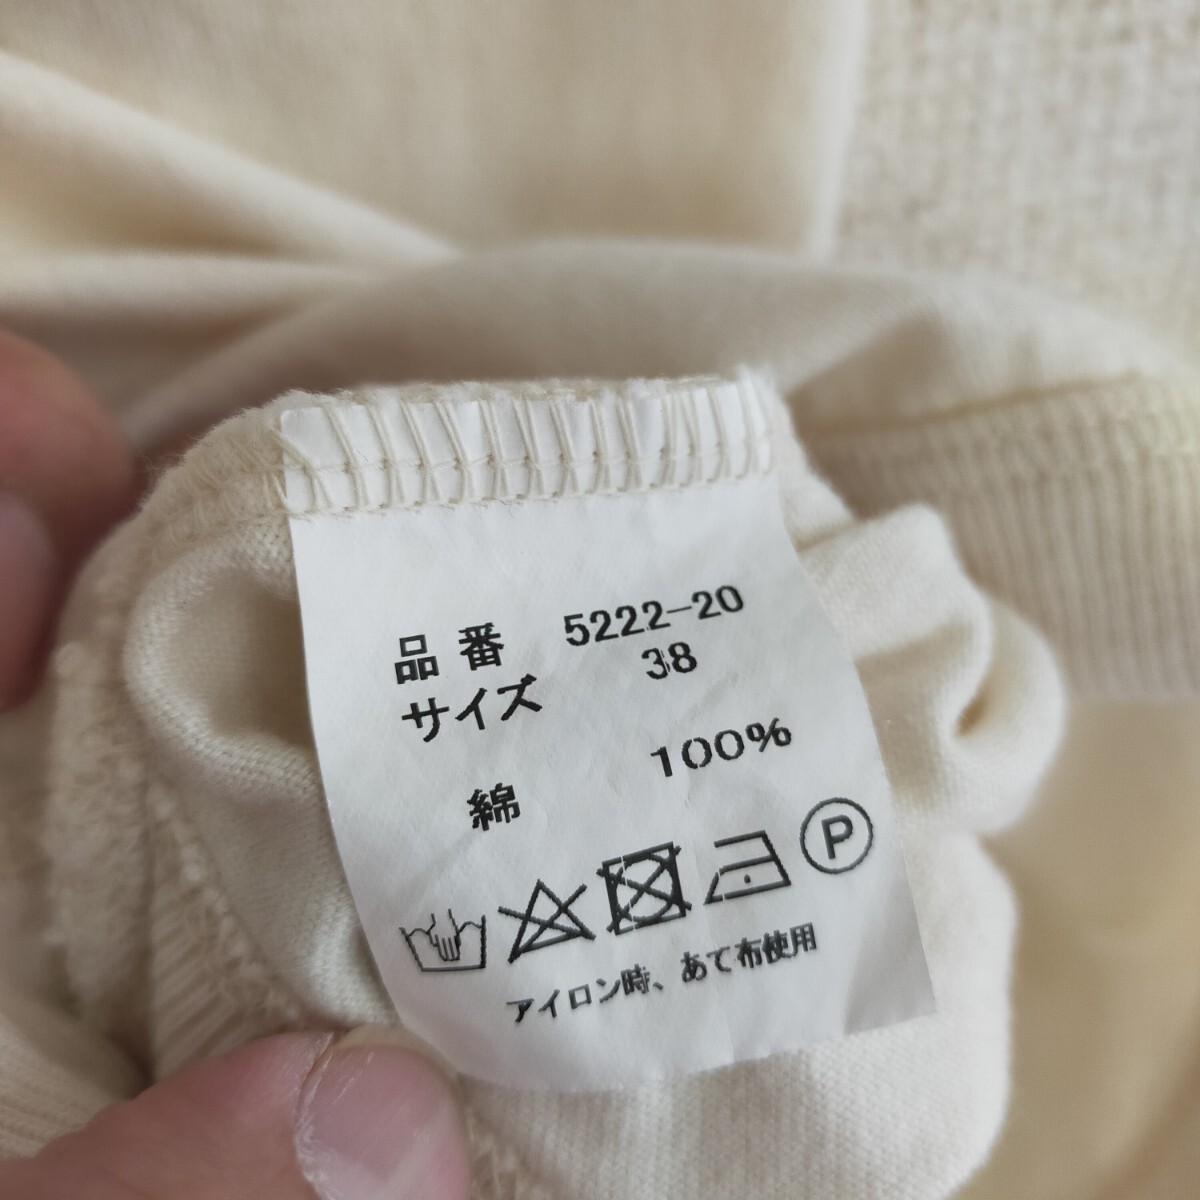 品番 5222-20
サイズ 38
綿 100%
P
アイロン時、あて布使用